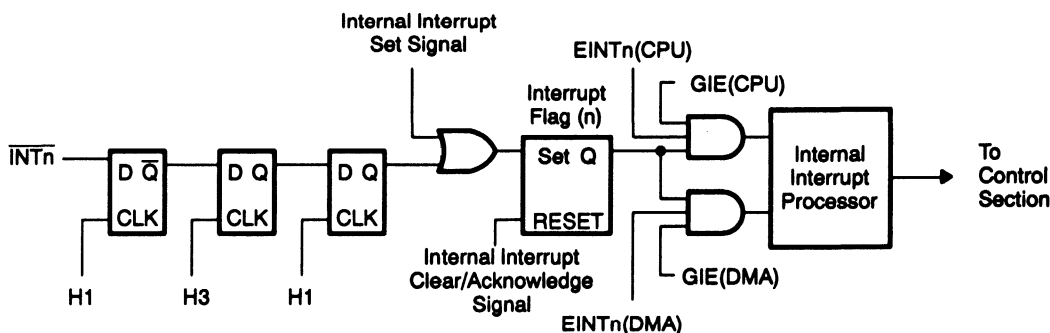 Internal Interrupt
Set Signal
EINTn(CPU)
GIE(CPU)
Interrupt
Flag (n)
INTn
D Q
CLK
D Q
CLK
D Q
CLK
Set Q
RESET
Internal
Interrupt
Processor
To
Control
Section
Internal Interrupt
Clear/Acknowledge
Signal
GIE(DMA)
H1
H3
H1
EINTn(DMA)